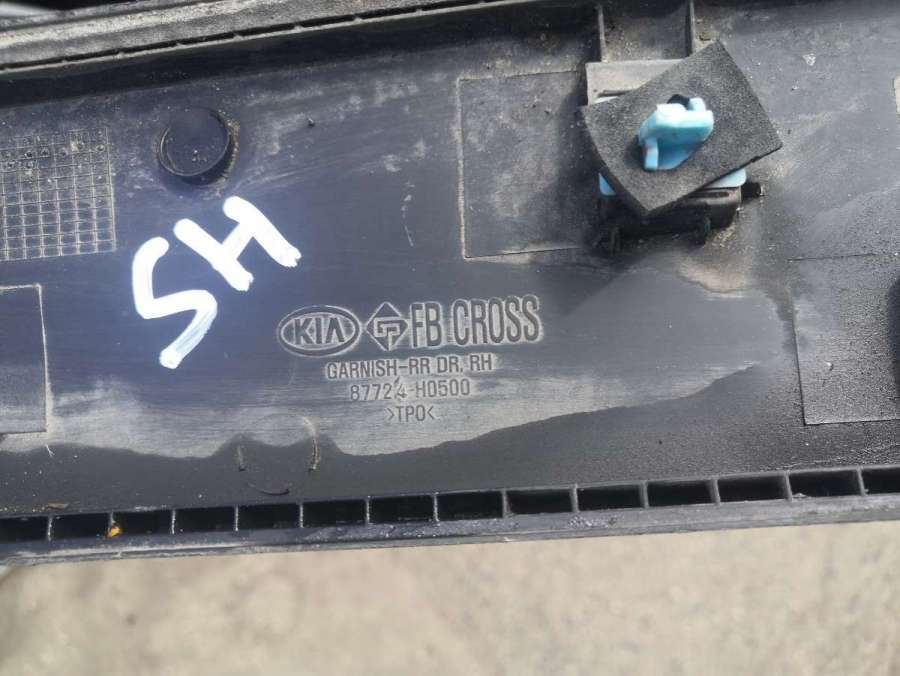 SH
KIA FB CROSS
GARNISH-RR DR, RH
87724-H0500
>TPO<